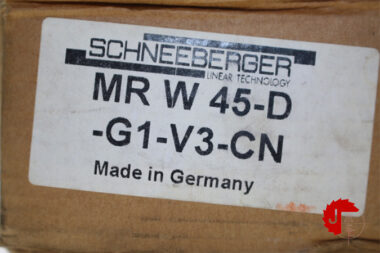 SCHNEEBERGER
LINEAR TECHNOLOGY
MR W 45-D
-G1-V3-CN
Made in Germany